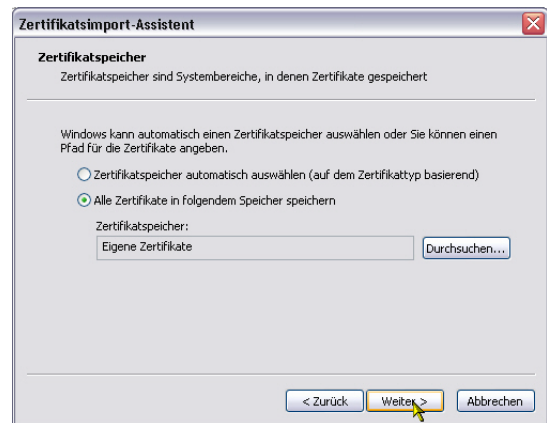 Zertifikatsimport-Assistent
Zertifikatspeicher
Zertifikatspeicher sind Systembereiche, in denen Zertifikate gespeichert
Windows kann automatisch einen Zertifikatspeicher auswählen oder Sie können einen
Pfad für die Zertifikate angeben.
Zertifikatspeicher automatisch auswählen (auf dem Zertifikattyp basierend)
Alle Zertifikate in folgendem Speicher speichern
Zertifikatspeicher:
Eigene Zertifikate
Durchsuchen...
< Zurück
Weiter >
Abbrechen